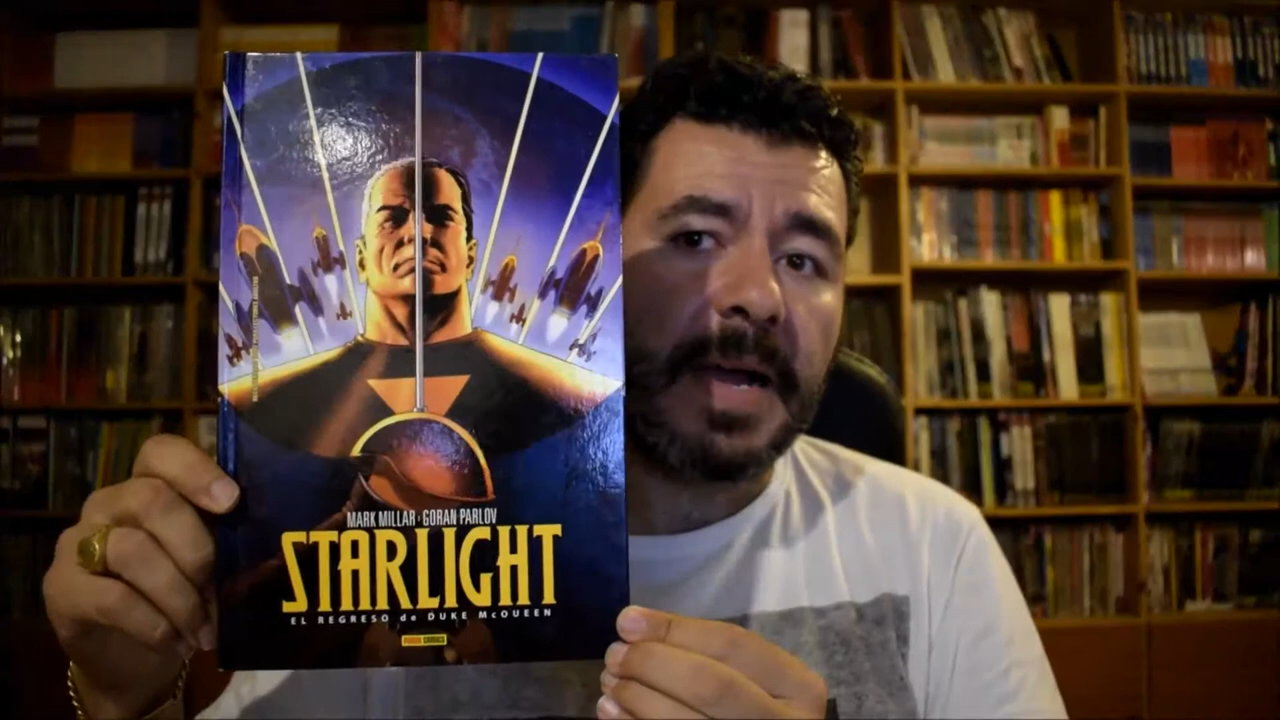 MARK MILLAR · GORAN PARLOV
STARLIGHT
EL REGRESO de DUKE McQUEEN
PANINI COMICS